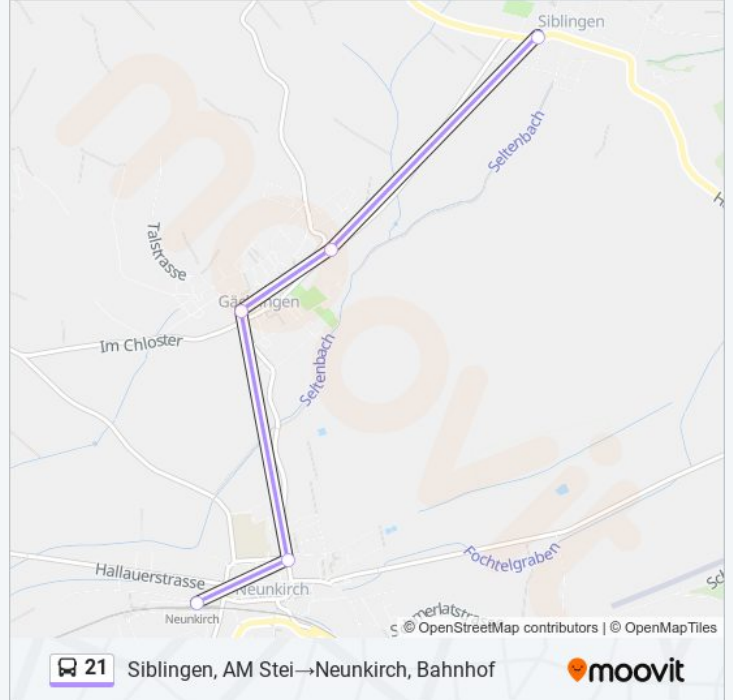 Siblingen
Seltenbach
Talstrasse
Gächlingen
Im Chloster
Seltenbach
Fochtelgraben
Hallauerstrasse
Neunkirch
Neunkirch
© OpenStreetMap contributors | © OpenMapTiles
21 Siblingen, AM Stei→Neunkirch, Bahnhof
moovit